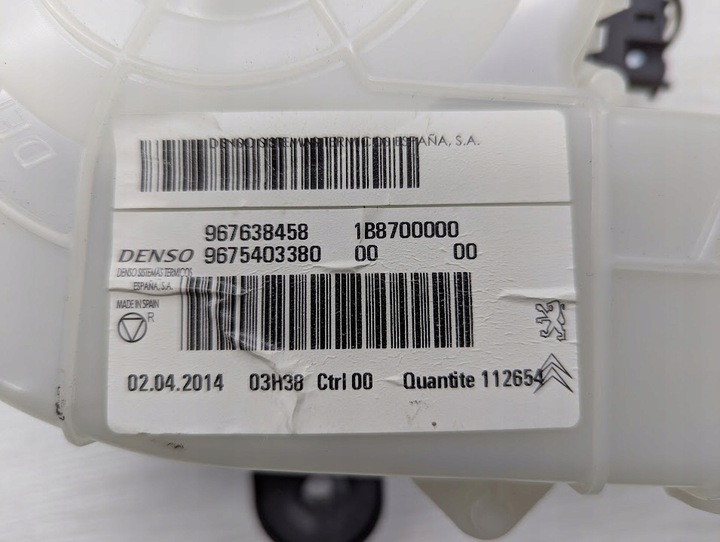 DENSO SISTEMAS TERMICOS ESPAÑA, S.A.
967638458 1B8700000
DENSO 9675403380 00 00
DENSO SISTEMAS TERMICOS
ESPAÑA, S.A.
MADE IN SPAIN
R
02.04.2014 03H38 Ctrl 00 Quantite 112654